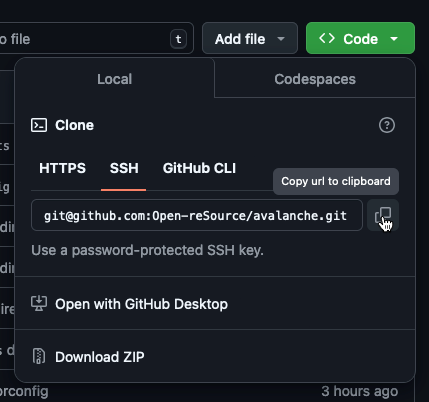 o file
t
Add file
Code
Local
Codespaces
Clone
HTTPS
SSH
GitHub CLI
Copy url to clipboard
git@github.com:Open-reSource/avalanche.git
Use a password-protected SSH key.
Open with GitHub Desktop
Download ZIP
orconfig
3 hours ago